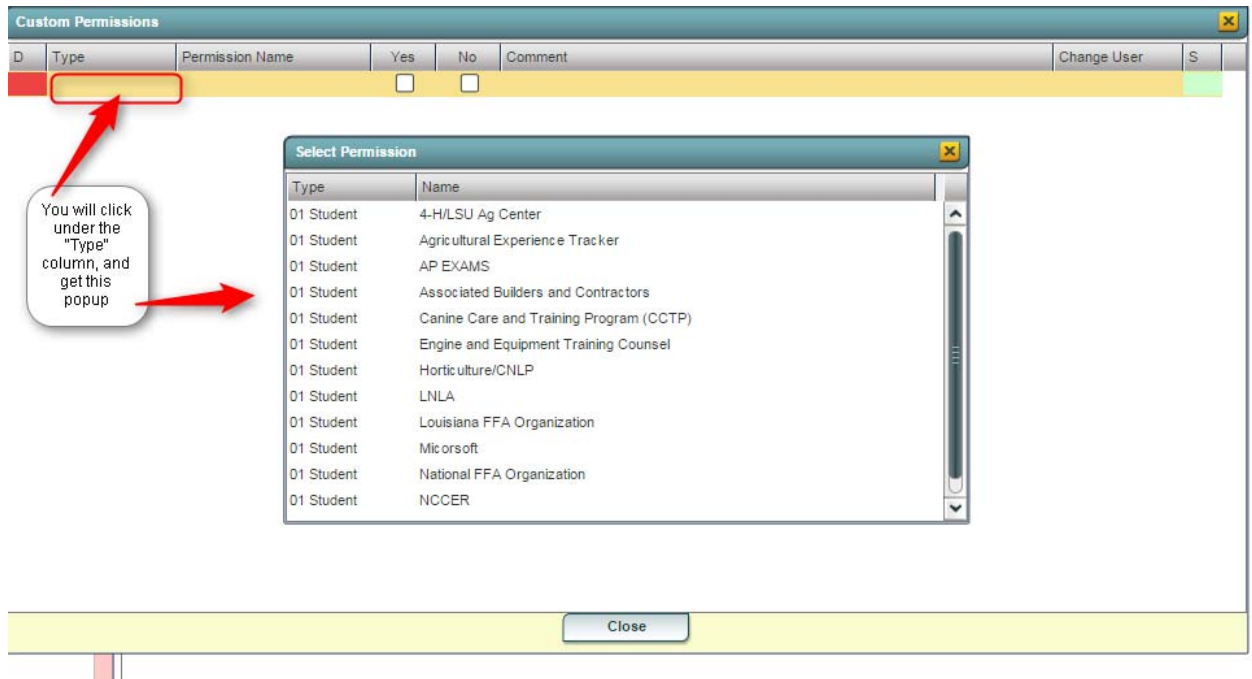 Custom Permissions
D Type Permission Name Yes No Comment Change User S
You will click
under the
"Type"
column, and
get this
popup
Select Permission
Type Name
01 Student 4-H/LSU Ag Center
01 Student Agricultural Experience Tracker
01 Student AP EXAMS
01 Student Associated Builders and Contractors
01 Student Canine Care and Training Program (CCTP)
01 Student Engine and Equipment Training Counsel
01 Student Horticulture/CNLP
01 Student LNLA
01 Student Louisiana FFA Organization
01 Student Micorsoft
01 Student National FFA Organization
01 Student NCCER
Close